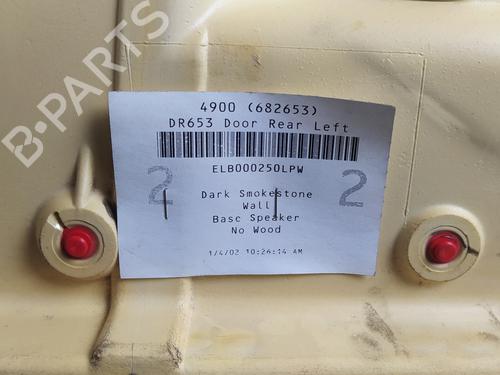 B-PARTS
4900 (682653)
DR653 Door Rear Left
ELB000250LPW
2 2
Dark Smokestone
Wall
Basc Speaker
No Wood
1/4/02 10:26:14 AM